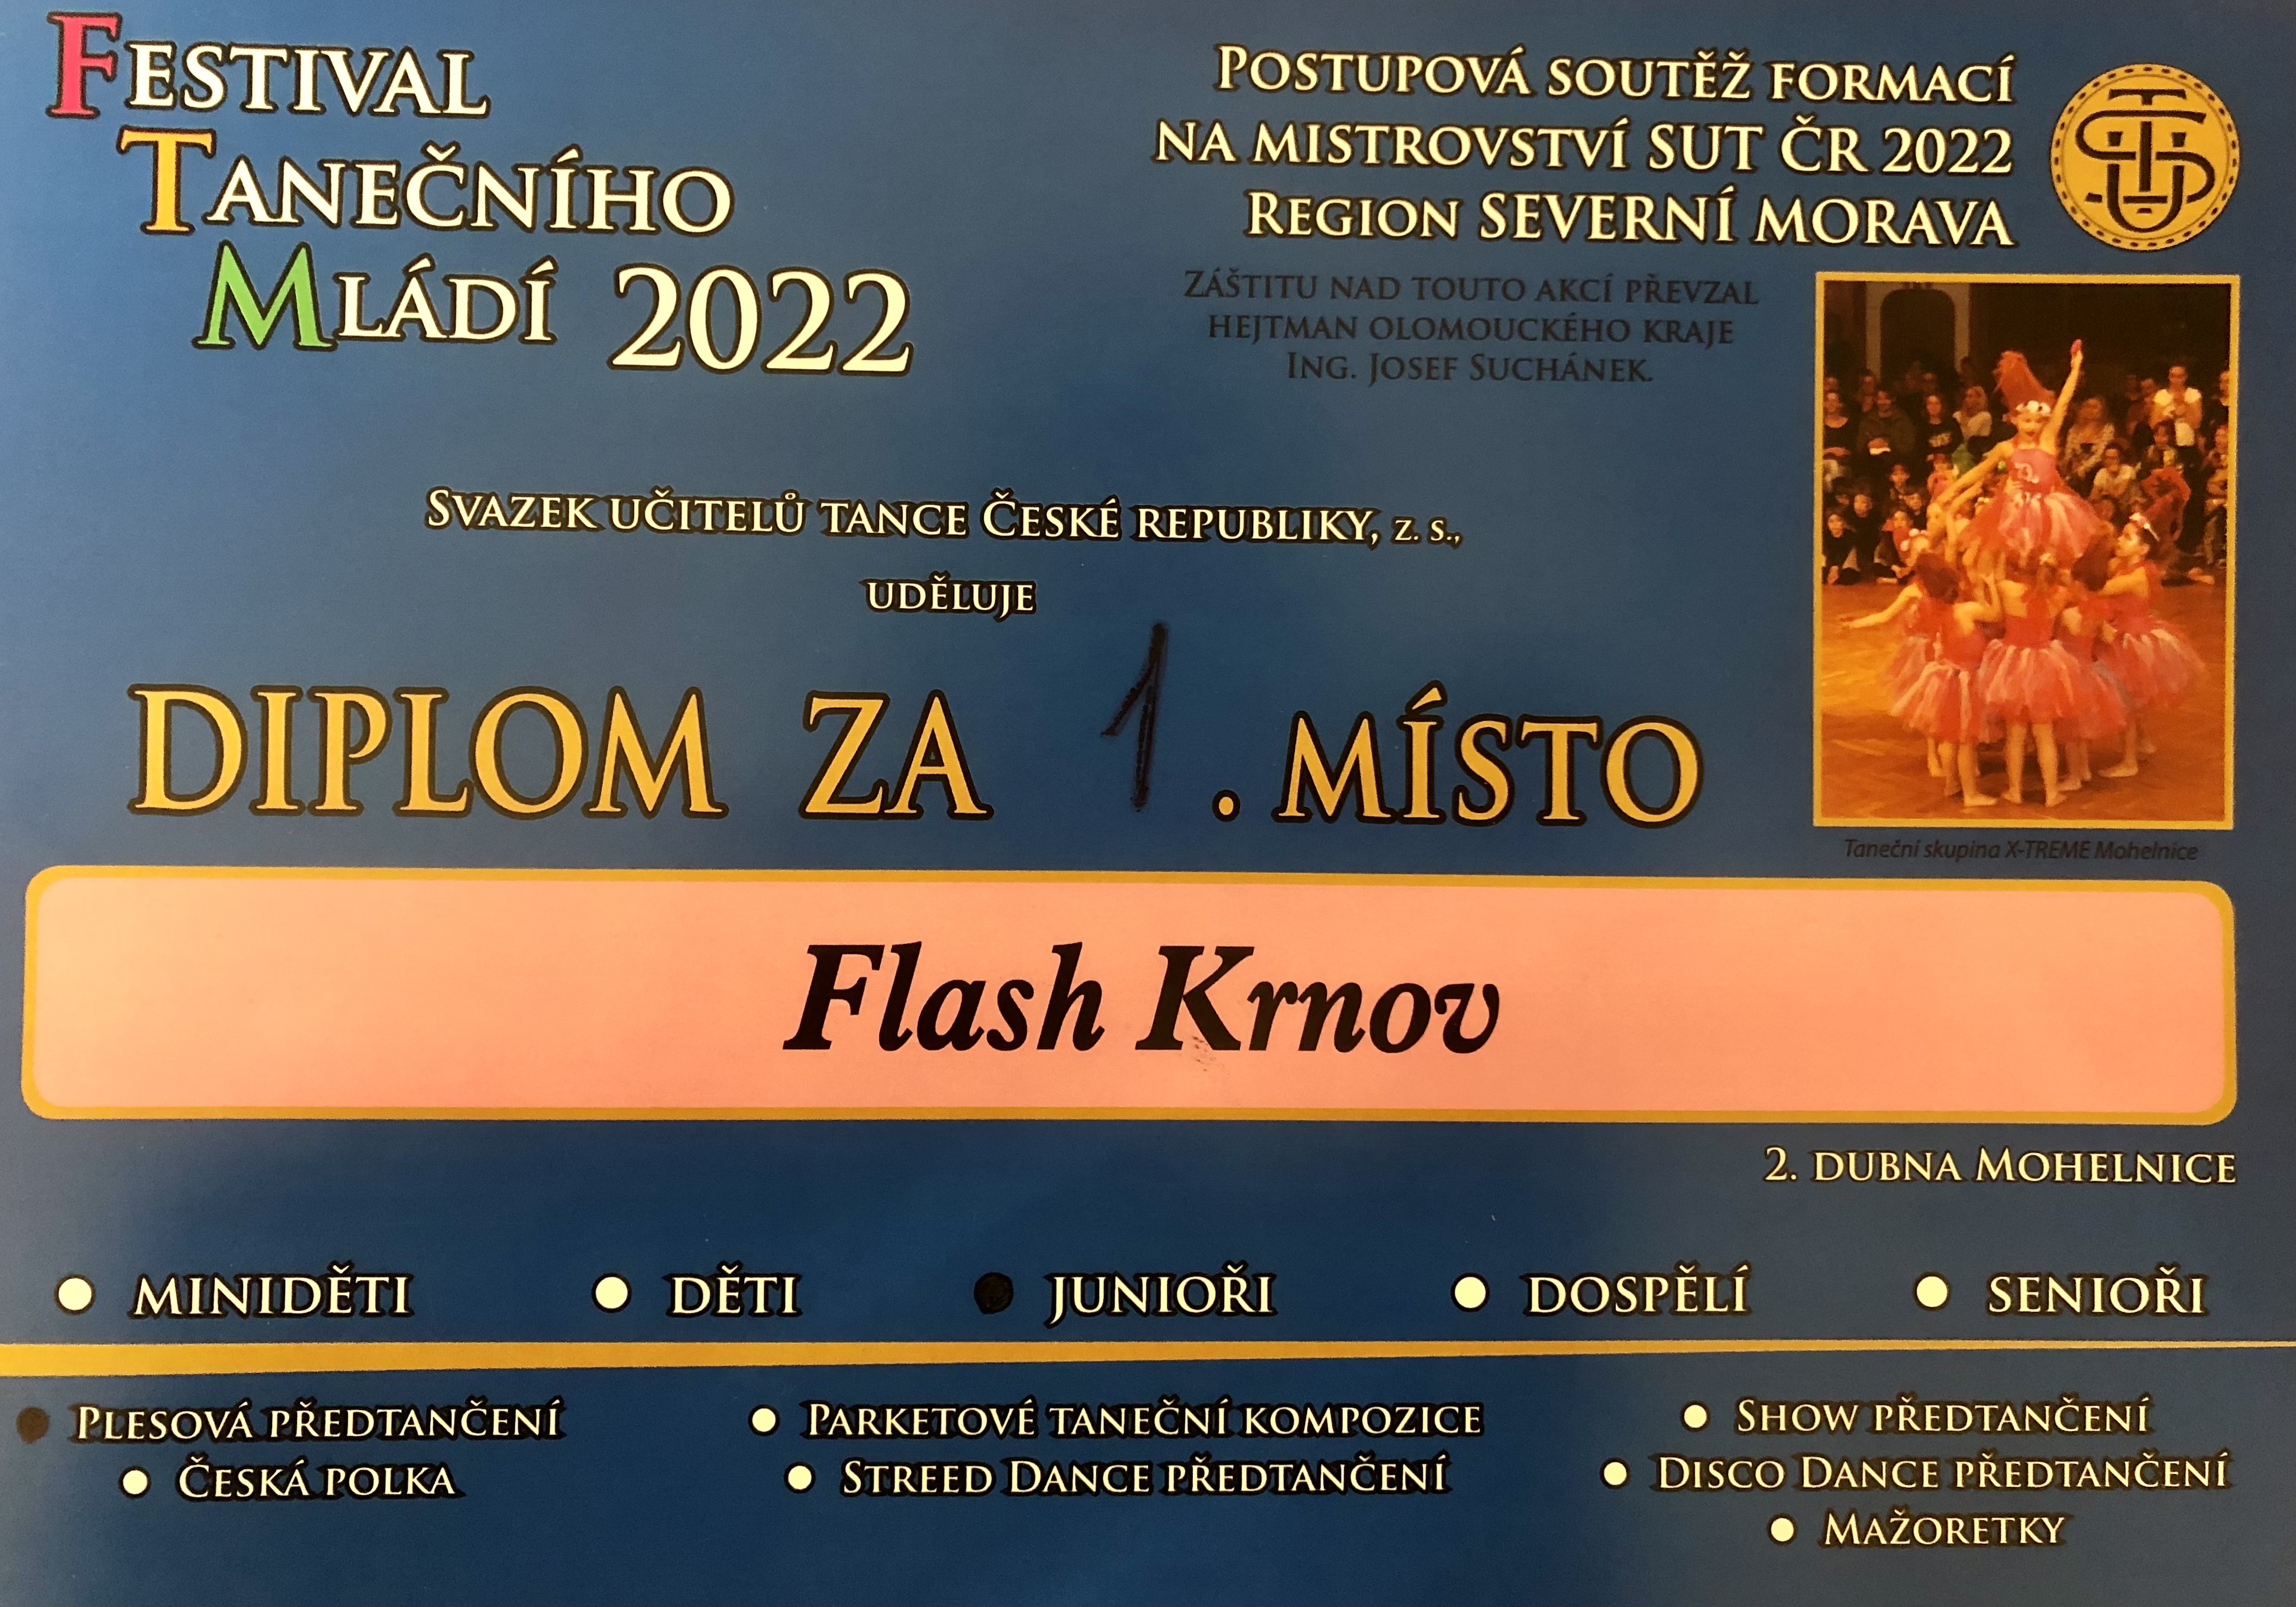 Festival
Tanečního
Mládí 2022
Postupová soutěž formací
na mistrovství SUT ČR 2022
Region SEVERNÍ MORAVA
Záštitu nad touto akcí převzal
hejtman Olomouckého kraje
Ing. Josef Suchánek.
Svazek učitelů tance České republiky, z. s.,
uděluje
DIPLOM ZA 1. MÍSTO
Taneční skupina X-TREME Mohelnice
Flash Krnov
2. dubna Mohelnice
• miniděti • děti • junioři • dospělí • senioři
• Plesová předtančení • Parketové taneční kompozice • Show předtančení
• Česká polka • Streed Dance předtančení • Disco Dance předtančení
• Mažoretky